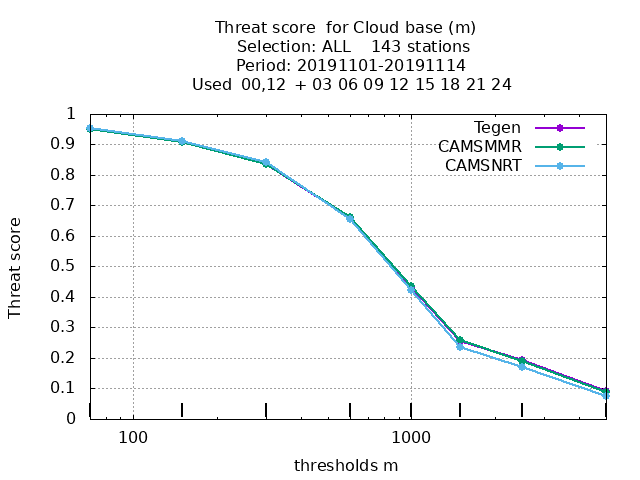 Threat score  for Cloud base (m)
Selection: ALL    143 stations
Period: 20191101-20191114
Used 00,12 + 03 06 09 12 15 18 21 24
Tegen
CAMSMMR
CAMSNRT
Threat score
1
0.9
0.8
0.7
0.6
0.5
0.4
0.3
0.2
0.1
0
100
1000
thresholds m